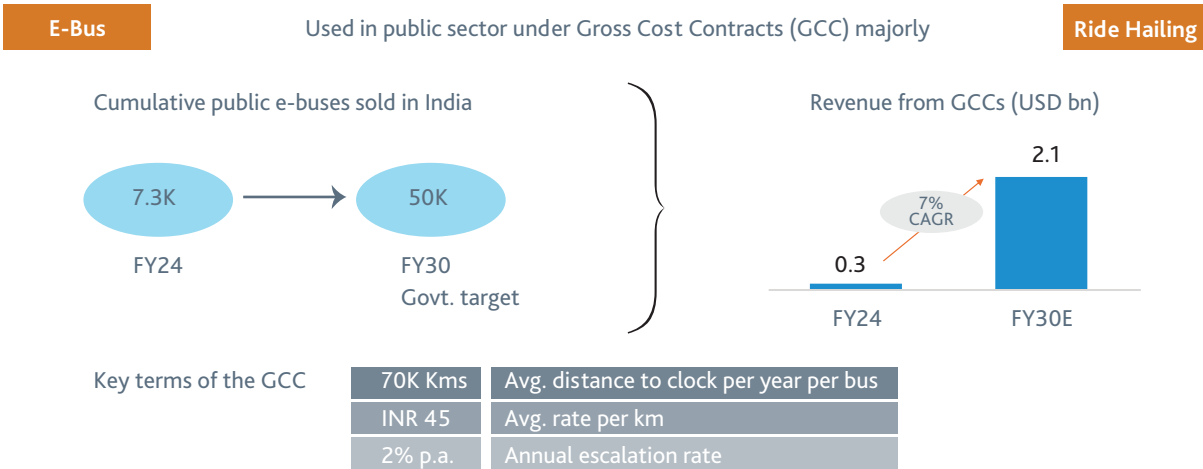 E-Bus
Used in public sector under Gross Cost Contracts (GCC) majorly
Ride Hailing
Cumulative public e-buses sold in India
7.3K
50K
FY24
FY30
Govt. target
Revenue from GCCs (USD bn)
2.1
7%
CAGR
0.3
FY24
FY30E
Key terms of the GCC
70K Kms
Avg. distance to clock per year per bus
INR 45
Avg. rate per km
2% p.a.
Annual escalation rate